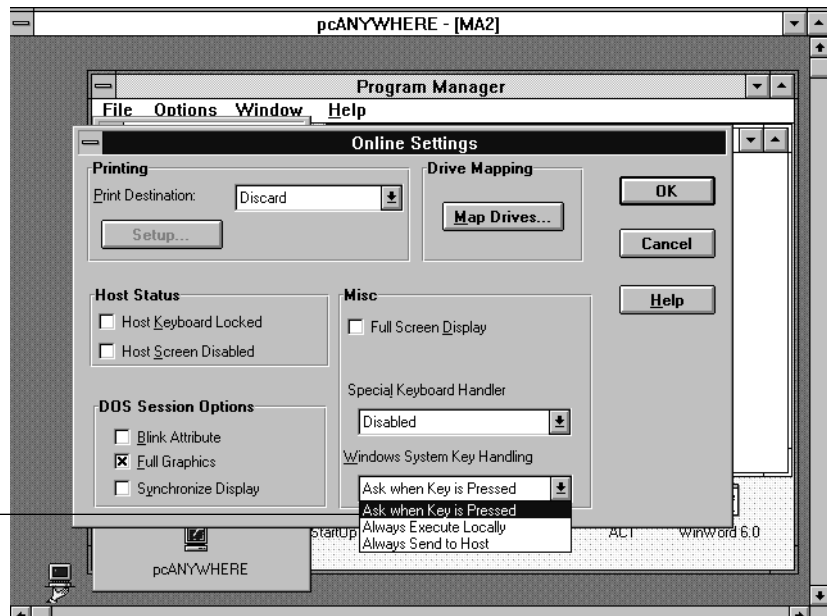 pcANYWHERE - [MA2]
Program Manager
File Options Window Help
Online Settings
Printing
Print Destination: Discard
Setup...
Drive Mapping
Map Drives...
OK
Cancel
Help
Host Status
Host Keyboard Locked
Host Screen Disabled
Misc
Full Screen Display
Special Keyboard Handler
Disabled
Windows System Key Handling
Ask when Key is Pressed
Ask when Key is Pressed
Always Execute Locally
Always Send to Host
DOS Session Options
Blink Attribute
Full Graphics
Synchronize Display
StartUp ACT WinWord 6.0
pcANYWHERE